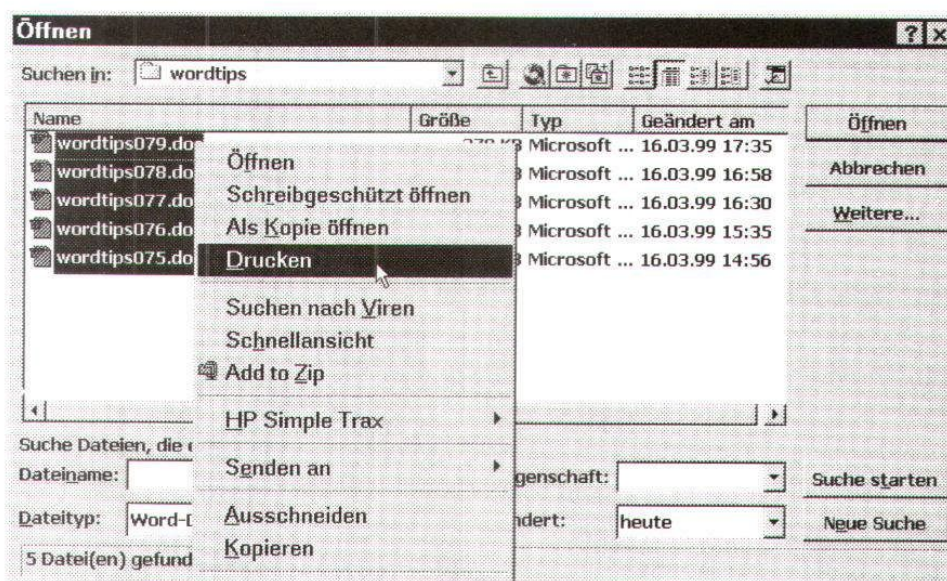 Öffnen
Suchen in: wordtips
Name Größe Typ Geändert am
wordtips079.do KB Microsoft ... 16.03.99 17:35
wordtips078.do Microsoft ... 16.03.99 16:58
wordtips077.do Microsoft ... 16.03.99 16:30
wordtips076.do Microsoft ... 16.03.99 15:35
wordtips075.do Microsoft ... 16.03.99 14:56
Öffnen
Abbrechen
Weitere...
Öffnen
Schreibgeschützt öffnen
Als Kopie öffnen
Drucken
Suchen nach Viren
Schnellansicht
Add to Zip
HP Simple Trax
Senden an
Ausschneiden
Kopieren
Suche Dateien, die
Dateiname: genschaft: Suche starten
Dateityp: Word-D ndert: heute Neue Suche
5 Datei(en) gefund